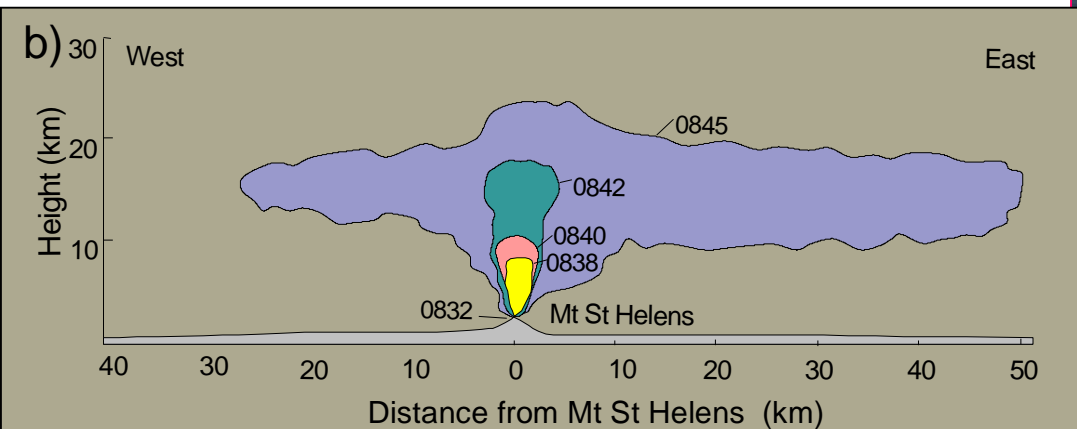 b)
30
West
East
Height (km)
20
0845
0842
10
0840
0838
0832
Mt St Helens
40 30 20 10 0 10 20 30 40 50
Distance from Mt St Helens (km)